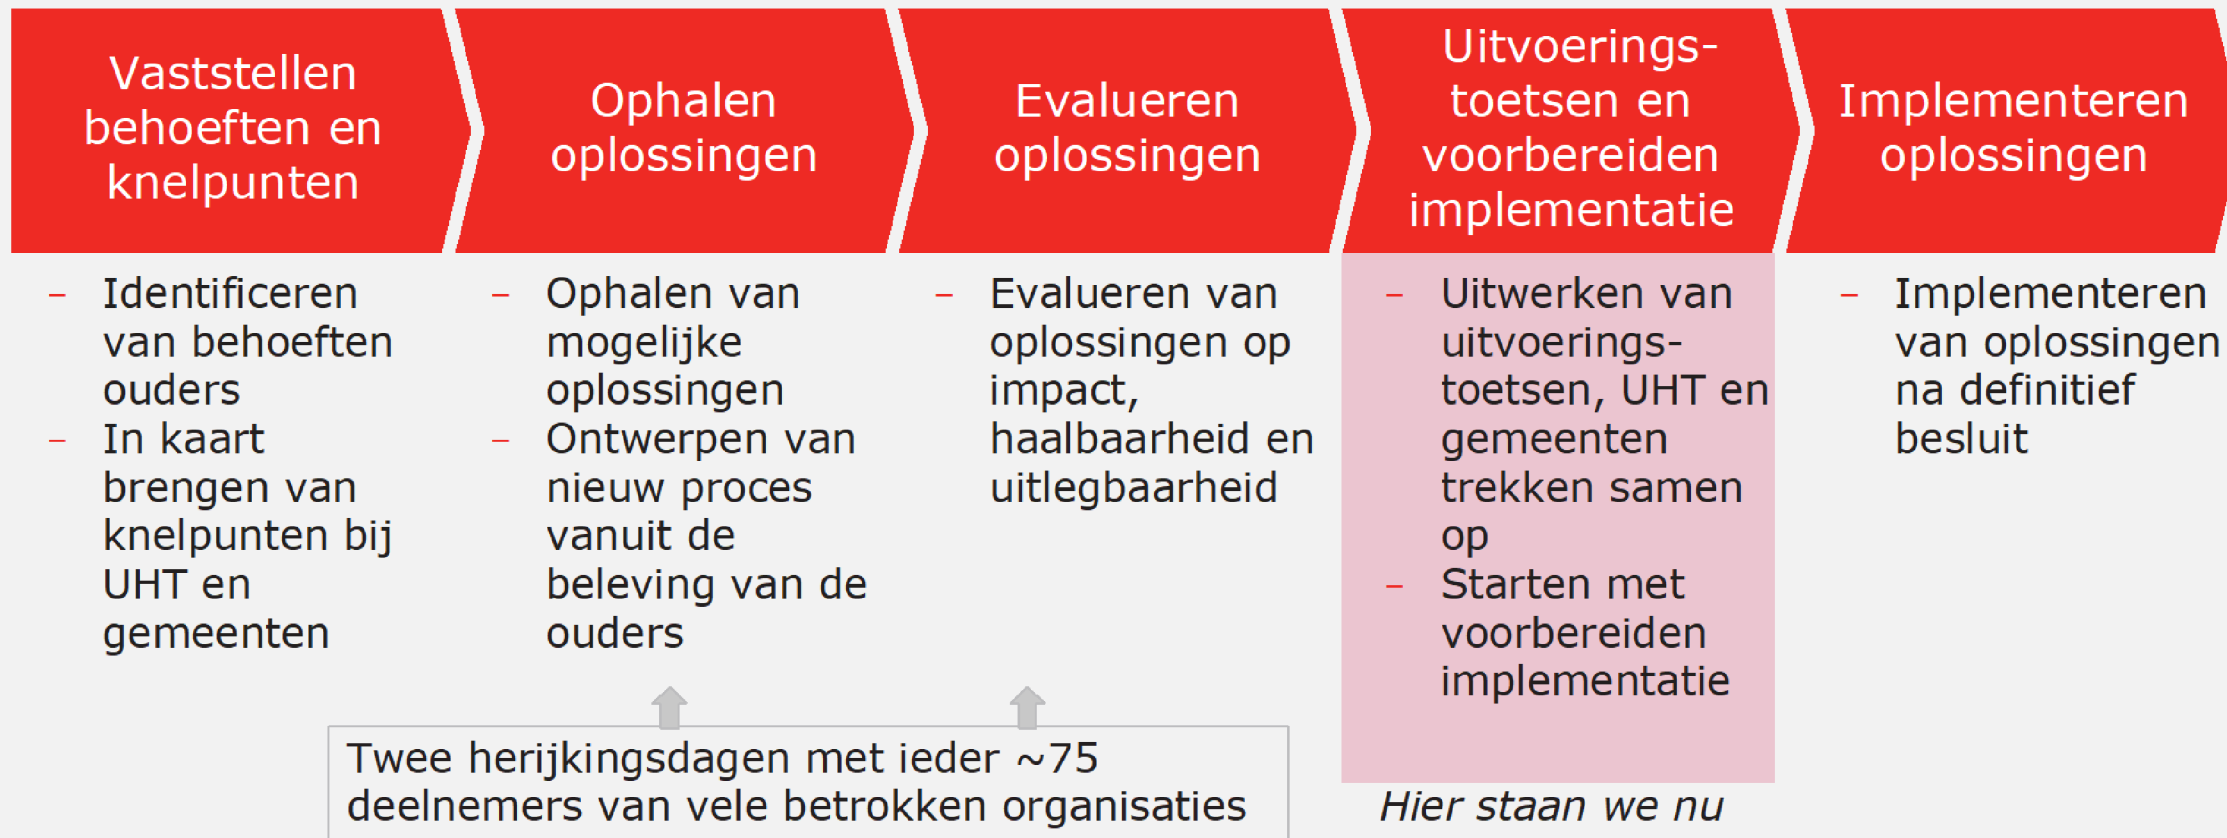 Vaststellen
behoeften en
knelpunten
Ophalen
oplossingen
Evalueren
oplossingen
Uitvoerings-
toetsen en
voorbereiden
implementatie
Implementeren
oplossingen
– Identificeren
van behoeften
ouders
– In kaart
brengen van
knelpunten bij
UHT en
gemeenten
– Ophalen van
mogelijke
oplossingen
– Ontwerpen van
nieuw proces
vanuit de
beleving van de
ouders
– Evalueren van
oplossingen op
impact,
haalbaarheid en
uitlegbaarheid
– Uitwerken van
uitvoerings-
toetsen, UHT en
gemeenten
trekken samen
op
– Starten met
voorbereiden
implementatie
– Implementeren
van oplossingen
na definitief
besluit
Twee herijkingsdagen met ieder ~75
deelnemers van vele betrokken organisaties
Hier staan we nu